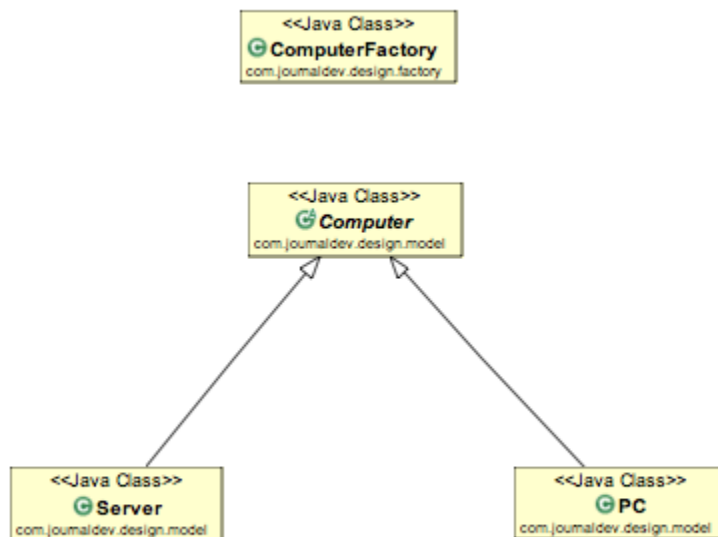 <<Java Class>>
ComputerFactory
com.journaldev.design.factory
<<Java Class>>
Computer
com.journaldev.design.model
<<Java Class>>
Server
com.journaldev.design.model
<<Java Class>>
PC
com.journaldev.design.model